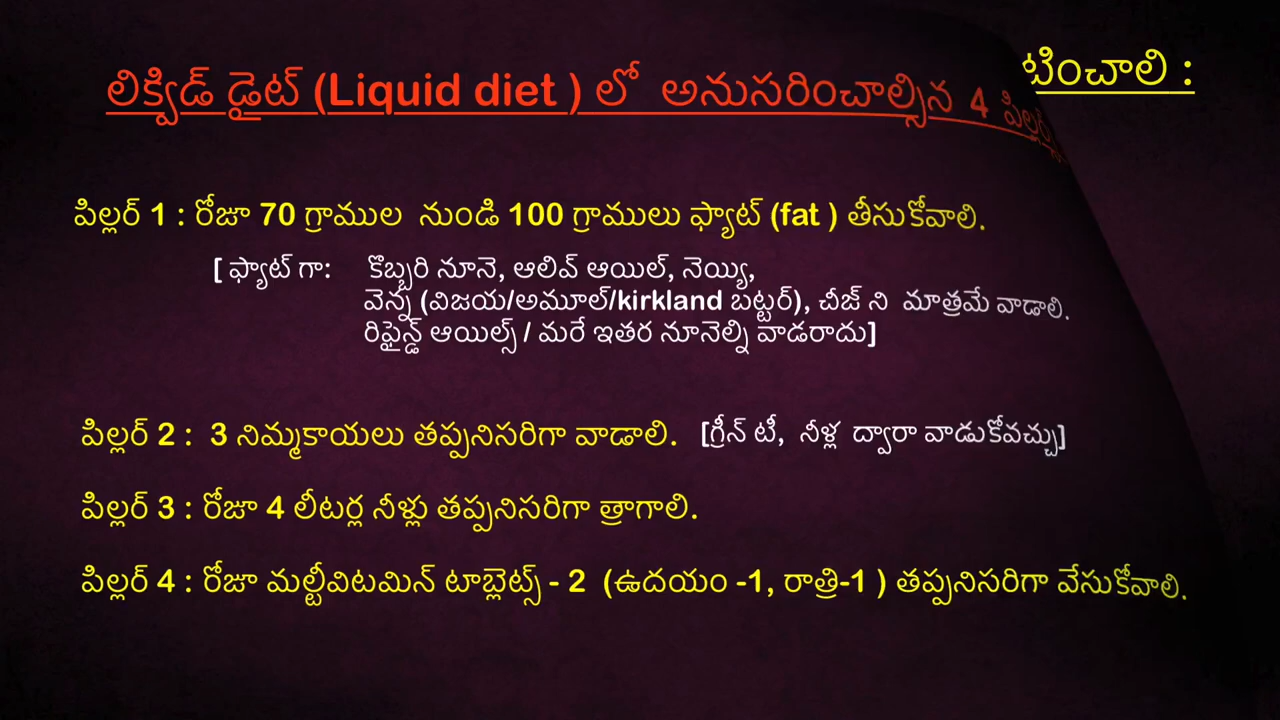 టించాలి :
లిక్విడ్ డైట్ (Liquid diet ) లో అనుసరించాల్సిన 4
పిల్లర్ 1 : రోజూ 70 గ్రాముల నుండి 100 గ్రాములు ఫ్యాట్ (fat ) తీసుకోవాలి.
[ ఫ్యాట్ గా: కొబ్బరి నూనె, ఆలివ్ ఆయిల్, నెయ్యి,
వెన్న (విజయ/అమూల్/kirkland బట్టర్), చీజ్ ని మాత్రమే వాడాలి.
రిఫైన్డ్ ఆయిల్స్ / మరే ఇతర నూనెల్ని వాడరాదు]
పిల్లర్ 2 : 3 నిమ్మకాయలు తప్పనిసరిగా వాడాలి. [గ్రీన్ టీ, నీళ్ల ద్వారా వాడుకోవచ్చు]
పిల్లర్ 3 : రోజూ 4 లీటర్ల నీళ్లు తప్పనిసరిగా త్రాగాలి.
పిల్లర్ 4 : రోజూ మల్టీవిటమిన్ టాబ్లెట్స్ - 2 (ఉదయం -1, రాత్రి-1 ) తప్పనిసరిగా వేసుకోవాలి.